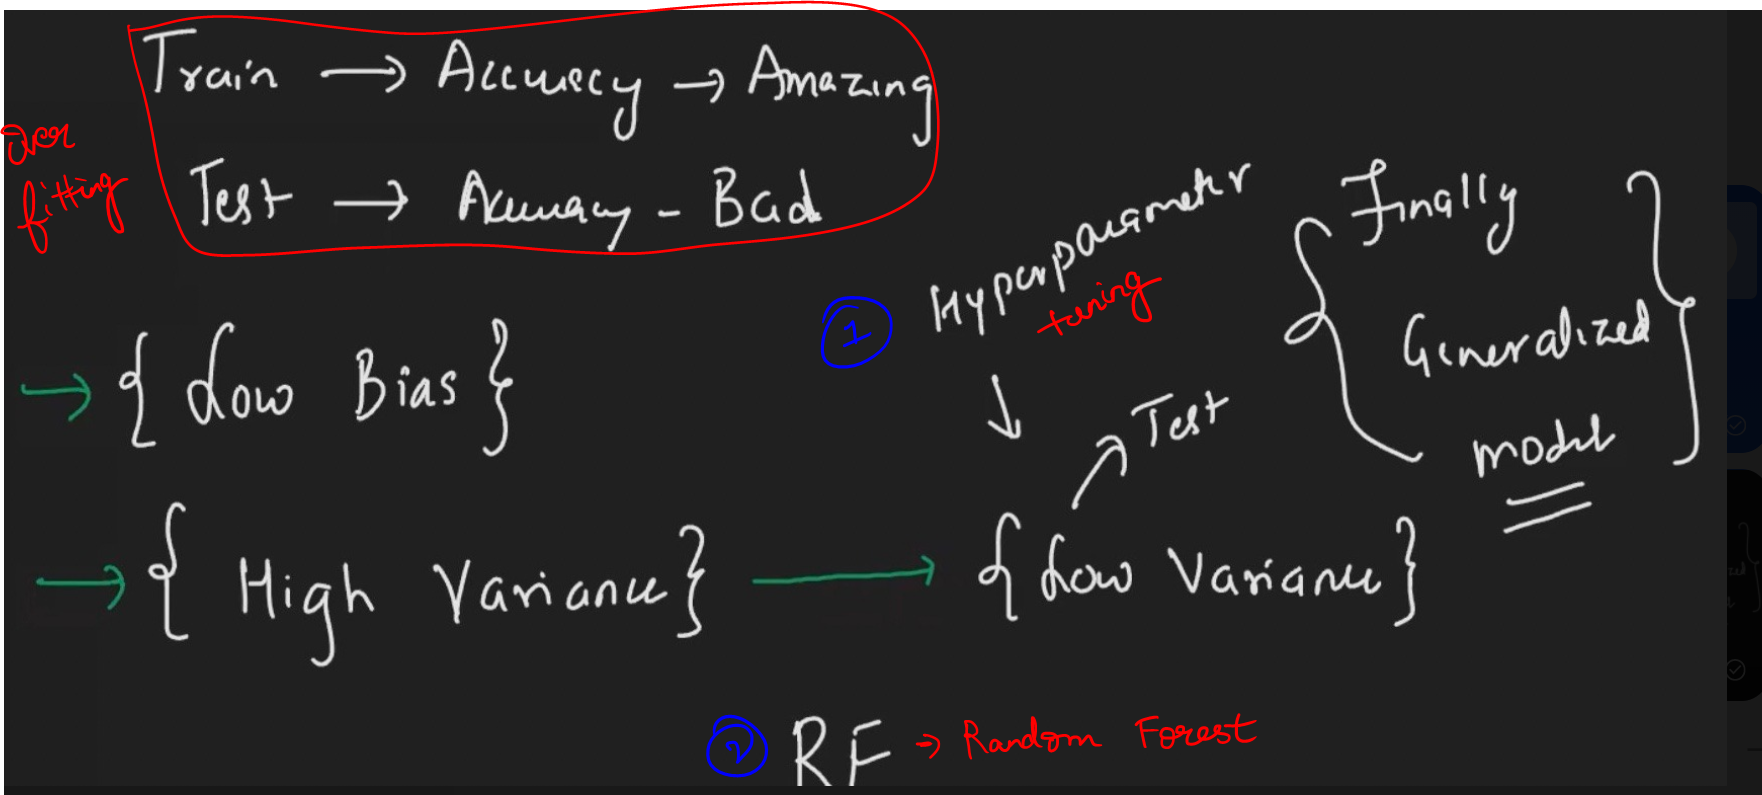 Train → Accuracy → Amazing
Over
fitting
Test → Accuracy - Bad
① Hyperparameter
tuning
↓
→ { Low Bias }
Test
{ Finally
Generalized
model }
→ { High Variance } → { Low Variance }
② RF → Random Forest